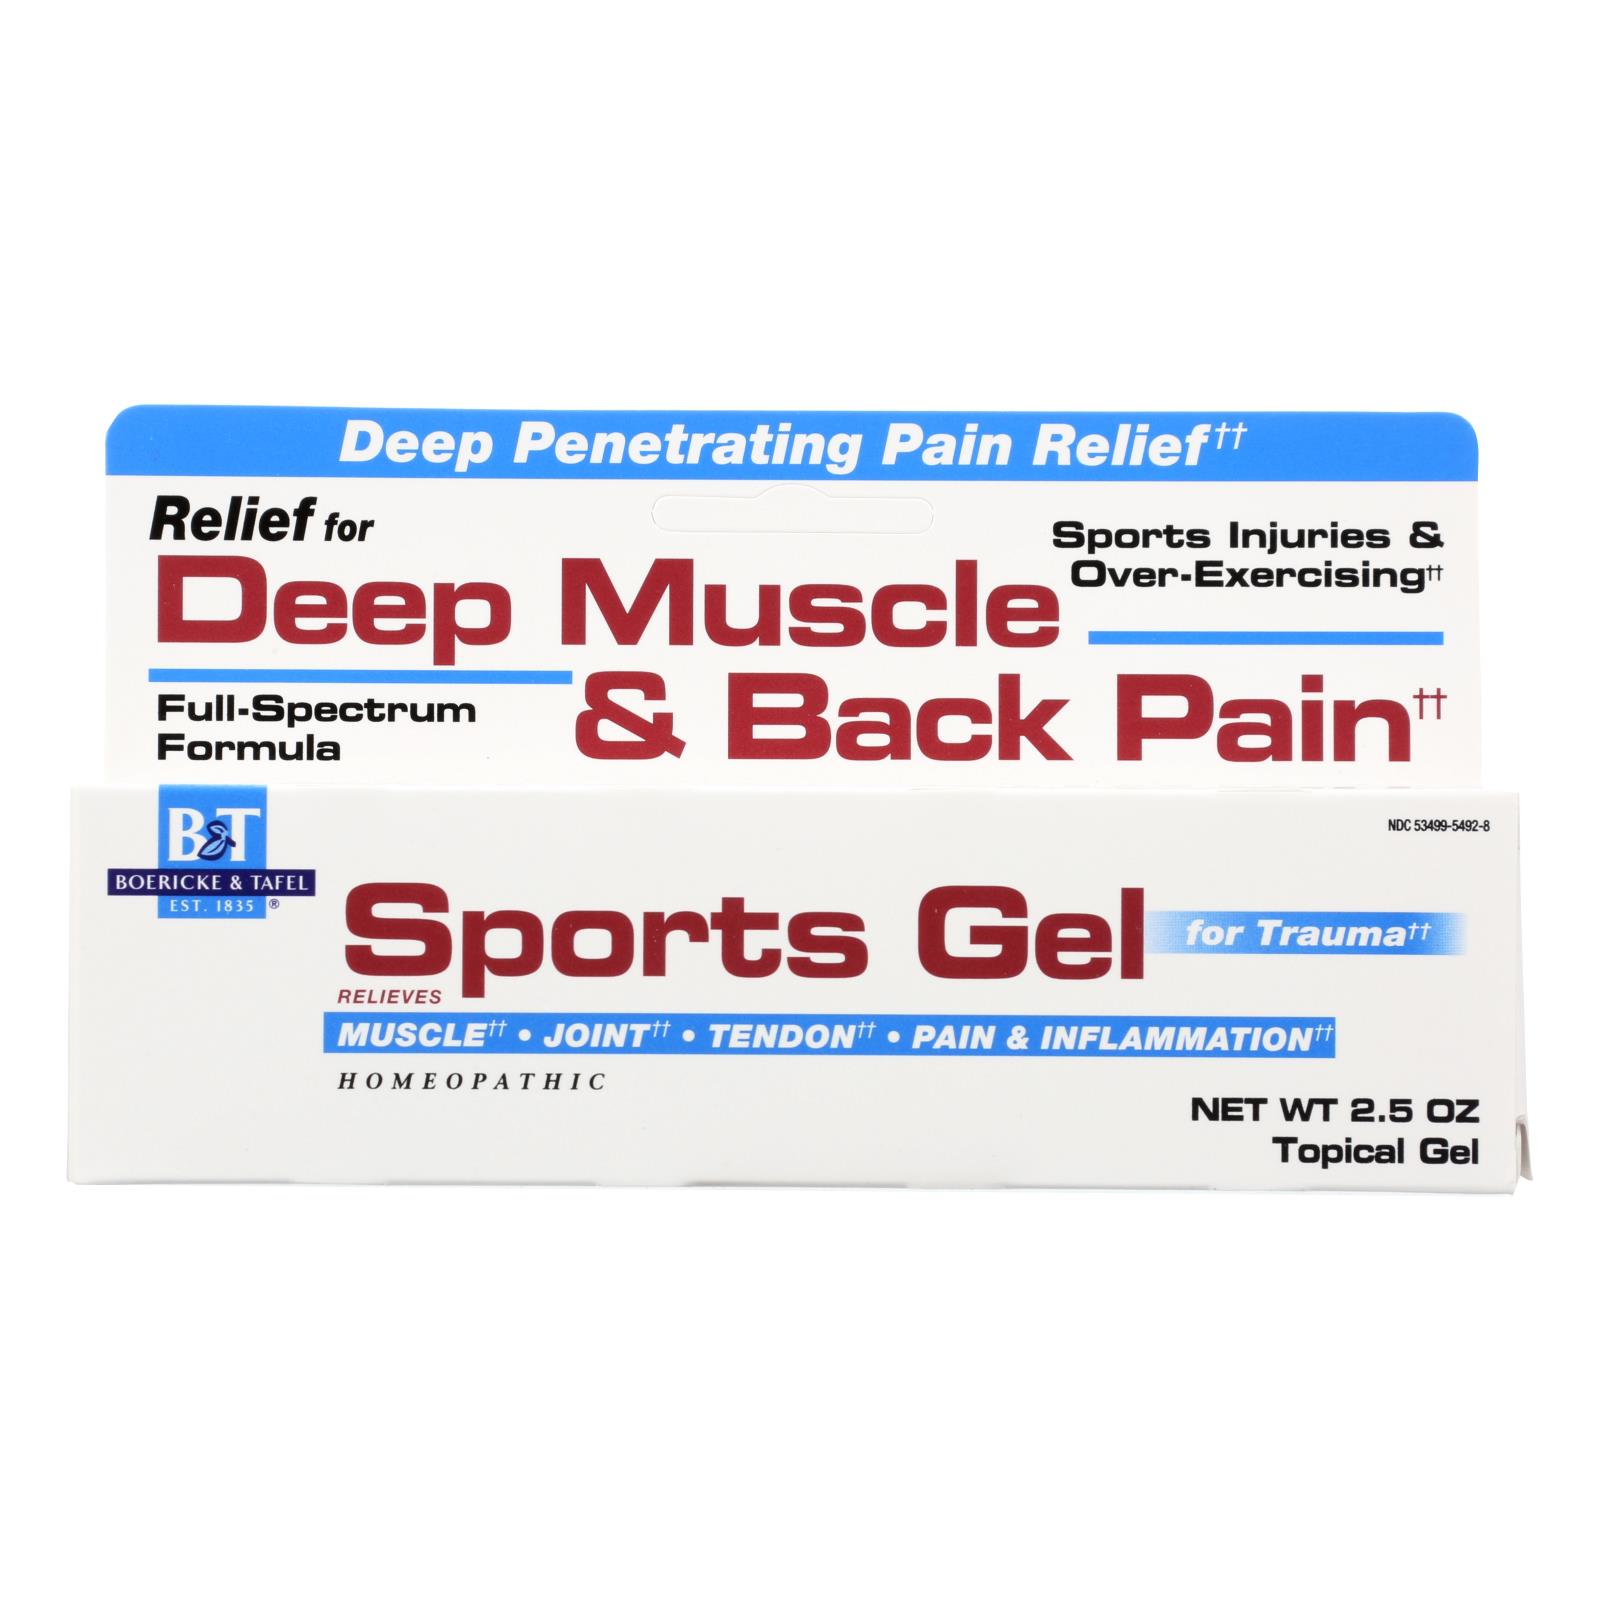 Deep Penetrating Pain Relief††
Relief for
Deep Muscle
& Back Pain††
Sports Injuries &
Over-Exercising††
Full-Spectrum
Formula
B&T
BOERICKE & TAFEL
EST. 1835®
NDC 53499-5492-8
Sports Gel
for Trauma††
RELIEVES
MUSCLE†† • JOINT†† • TENDON†† • PAIN & INFLAMMATION††
HOMEOPATHIC
NET WT 2.5 OZ
Topical Gel